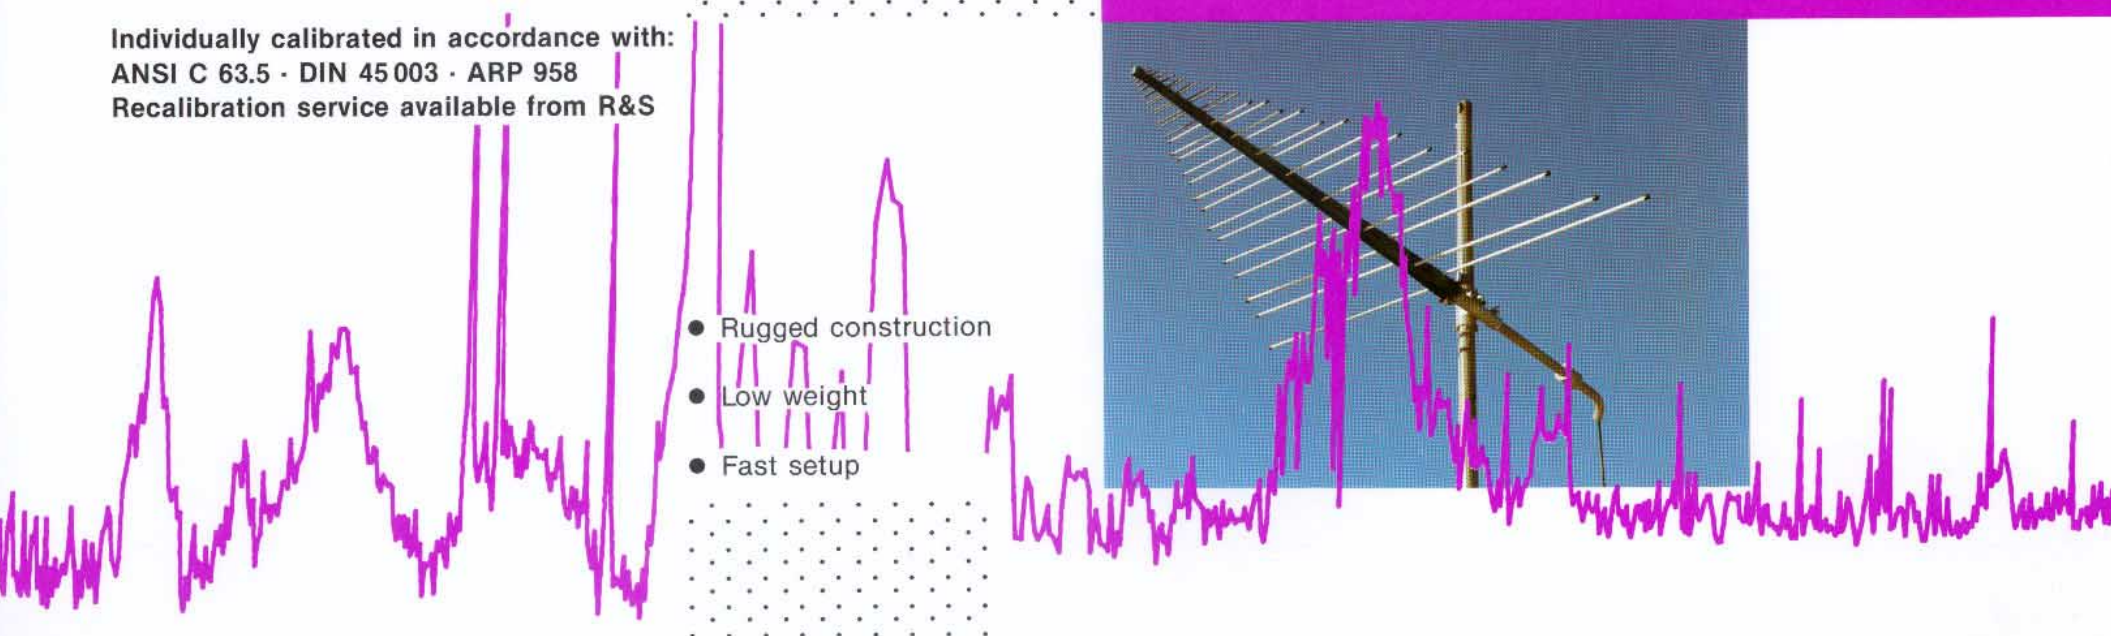 Individually calibrated in accordance with:
ANSI C 63.5 · DIN 45 003 · ARP 958
Recalibration service available from R&S
● Rugged construction
● Low weight
● Fast setup